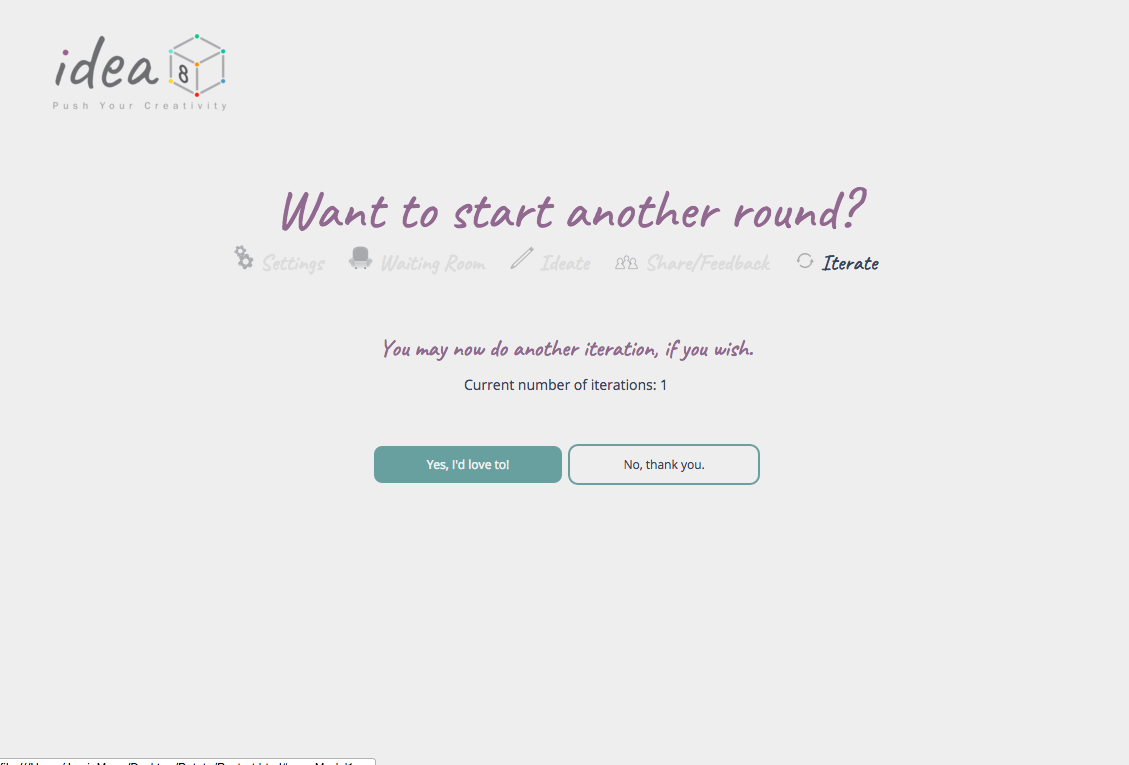 idea 8
Push Your Creativity
Want to start another round?
Settings Waiting Room Ideate Share/Feedback Iterate
You may now do another iteration, if you wish.
Current number of iterations: 1
Yes, I'd love to! No, thank you.